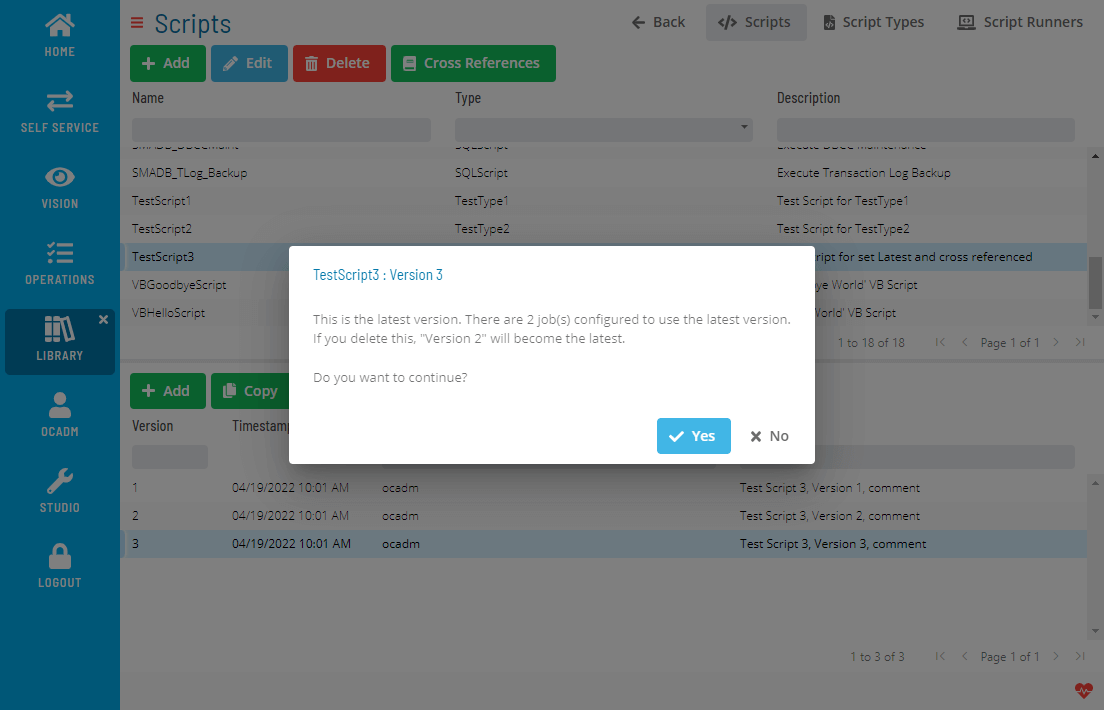 HOME
SELF SERVICE
VISION
OPERATIONS
LIBRARY
OCADM
STUDIO
LOGOUT
Scripts
Back
Scripts
Script Types
Script Runners
Add
Edit
Delete
Cross References
Name Type Description
SMADB_TLog_Backup SQLScript Execute Transaction Log Backup
TestScript1 TestType1 Test Script for TestType1
TestScript2 TestType2 Test Script for TestType2
TestScript3 ript for set Latest and cross referenced
VBGoodbyeScript ye World' VB Script
VBHelloScript World' VB Script
1 to 18 of 18 Page 1 of 1
TestScript3 : Version 3
This is the latest version. There are 2 job(s) configured to use the latest version.
If you delete this, "Version 2" will become the latest.
Do you want to continue?
Yes
No
Add
Copy
Version Timestam
1 04/19/2022 10:01 AM ocadm Test Script 3, Version 1, comment
2 04/19/2022 10:01 AM ocadm Test Script 3, Version 2, comment
3 04/19/2022 10:01 AM ocadm Test Script 3, Version 3, comment
1 to 3 of 3 Page 1 of 1